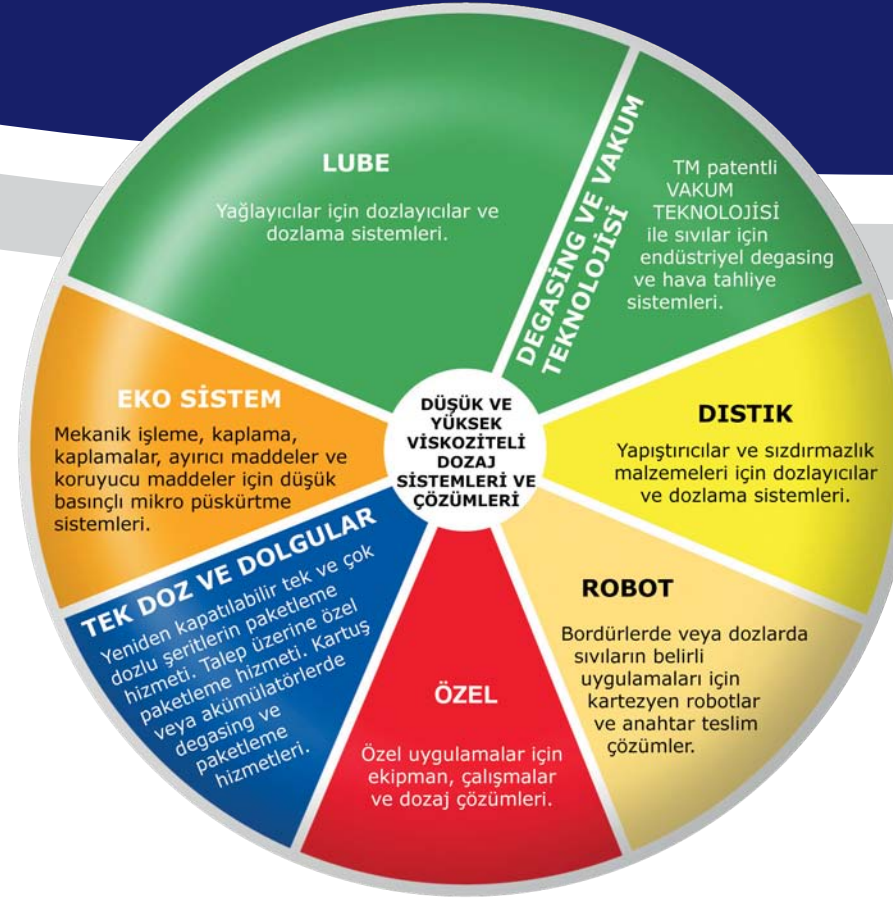 LUBE
Yağlayıcılar için dozlayıcılar ve
dozlama sistemleri.
DEGASİNG VE VAKUM
TEKNOLOJİSİ
TM patentli
VAKUM
TEKNOLOJİSİ
ile sıvılar için
endüstriyel degasing
ve hava tahliye
sistemleri.
DISTIK
Yapıştırıcılar ve sızdırmazlık
malzemeleri için dozlayıcılar
ve dozlama sistemleri.
ROBOT
Bordürlerde veya dozlarda
sıvıların belirli
uygulamaları için
kartezyen robotlar
ve anahtar teslim
çözümler.
ÖZEL
Özel uygulamalar için
ekipman, çalışmalar
ve dozaj çözümleri.
TEK DOZ VE DOLGULAR
Yeniden kapatılabilir tek ve çok
dozlu şeritlerin paketleme
hizmeti. Talep üzerine özel
paketleme hizmeti. Kartuş
veya akümülatörlerde
degasing ve
paketleme
hizmetleri.
EKO SİSTEM
Mekanik işleme, kaplama,
kaplamalar, ayırıcı maddeler ve
koruyucu maddeler için düşük
basınçlı mikro püskürtme
sistemleri.
DÜŞÜK VE
YÜKSEK
VİSKOZİTELİ
DOZAJ
SİSTEMLERİ VE
ÇÖZÜMLERİ